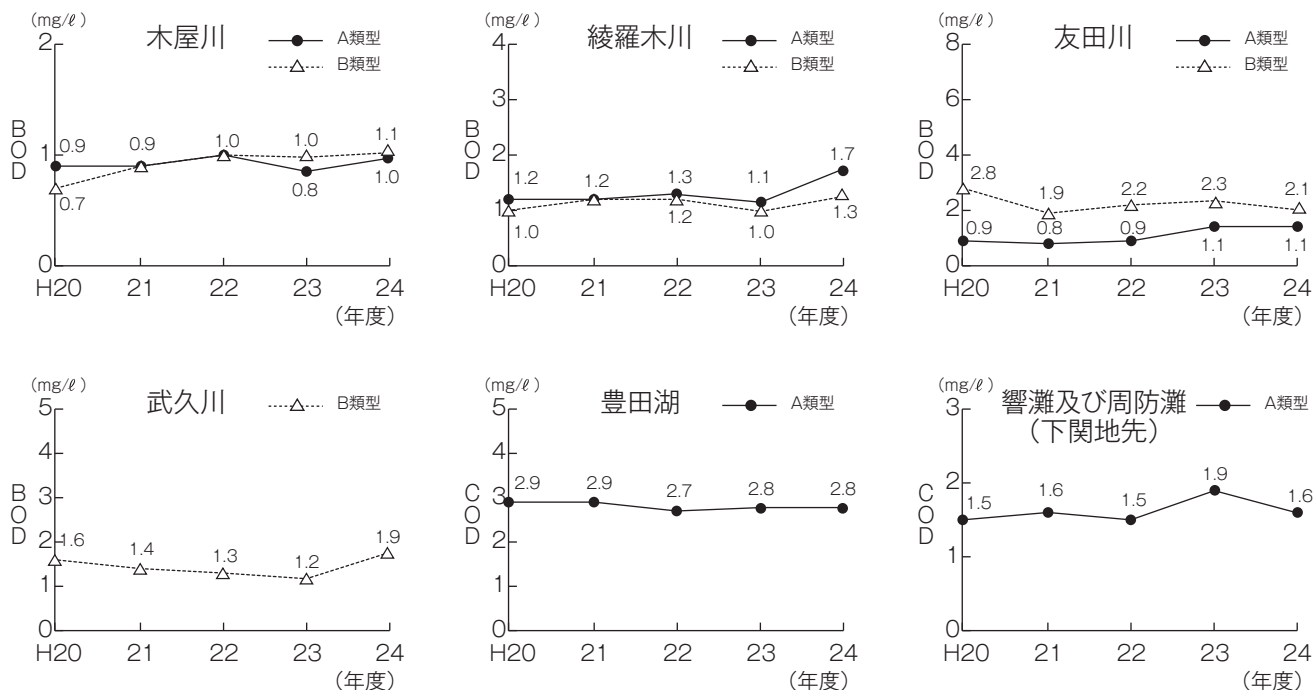 (mg/ℓ)
木屋川
A類型
B類型
2
1
0
BOD
0.9
0.9
1.0
1.0
1.1
0.7
0.8
1.0
H20
21
22
23
24
(年度)
(mg/ℓ)
綾羅木川
A類型
B類型
4
3
2
1
0
BOD
1.2
1.2
1.3
1.1
1.7
1.0
1.2
1.0
1.3
H20
21
22
23
24
(年度)
(mg/ℓ)
友田川
A類型
B類型
8
6
4
2
0
BOD
2.8
1.9
2.2
2.3
2.1
0.9
0.8
0.9
1.1
1.1
H20
21
22
23
24
(年度)
(mg/ℓ)
武久川
B類型
5
4
3
2
1
0
BOD
1.6
1.4
1.3
1.2
1.9
H20
21
22
23
24
(年度)
(mg/ℓ)
豊田湖
A類型
5
4
3
2
1
0
COD
2.9
2.9
2.7
2.8
2.8
H20
21
22
23
24
(年度)
(mg/ℓ)
響灘及び周防灘
(下関地先)
A類型
3
2
1
0
COD
1.5
1.6
1.5
1.9
1.6
H20
21
22
23
24
(年度)